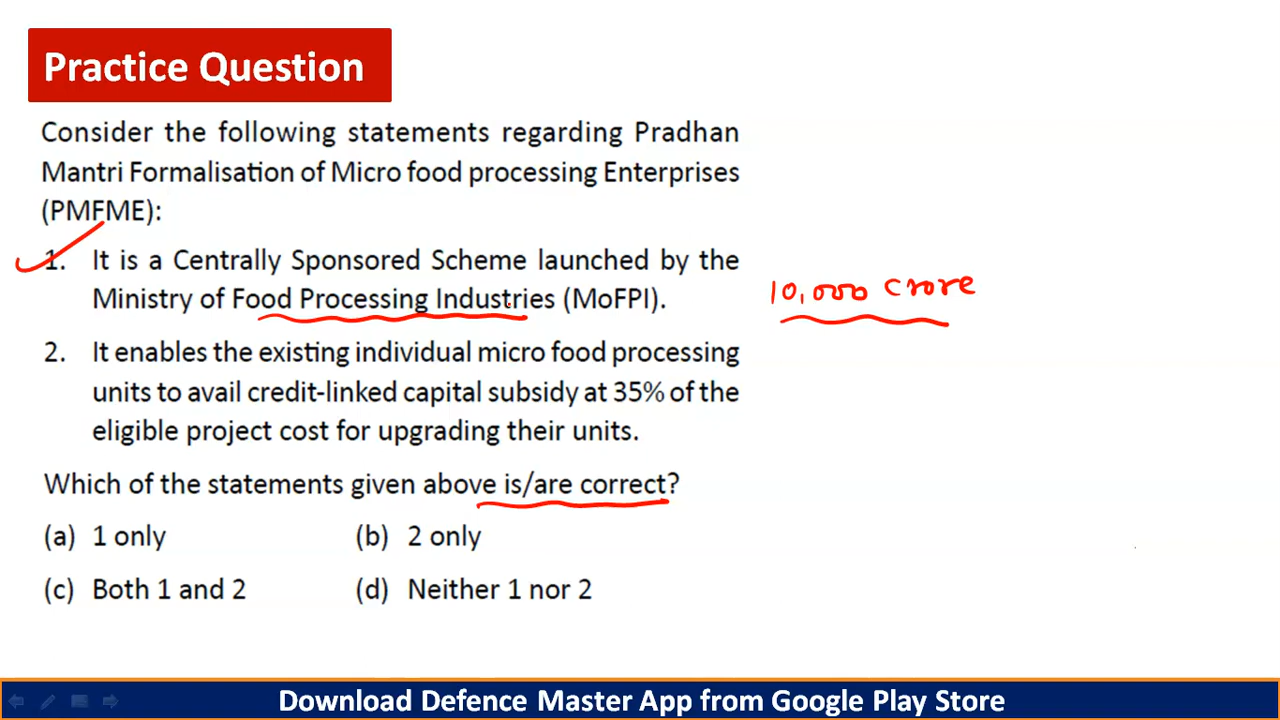 Practice Question
Consider the following statements regarding Pradhan
Mantri Formalisation of Micro food processing Enterprises
(PMFME):
1. It is a Centrally Sponsored Scheme launched by the
Ministry of Food Processing Industries (MoFPI).
10,000 crore
2. It enables the existing individual micro food processing
units to avail credit-linked capital subsidy at 35% of the
eligible project cost for upgrading their units.
Which of the statements given above is/are correct?
(a) 1 only (b) 2 only
(c) Both 1 and 2 (d) Neither 1 nor 2
Download Defence Master App from Google Play Store